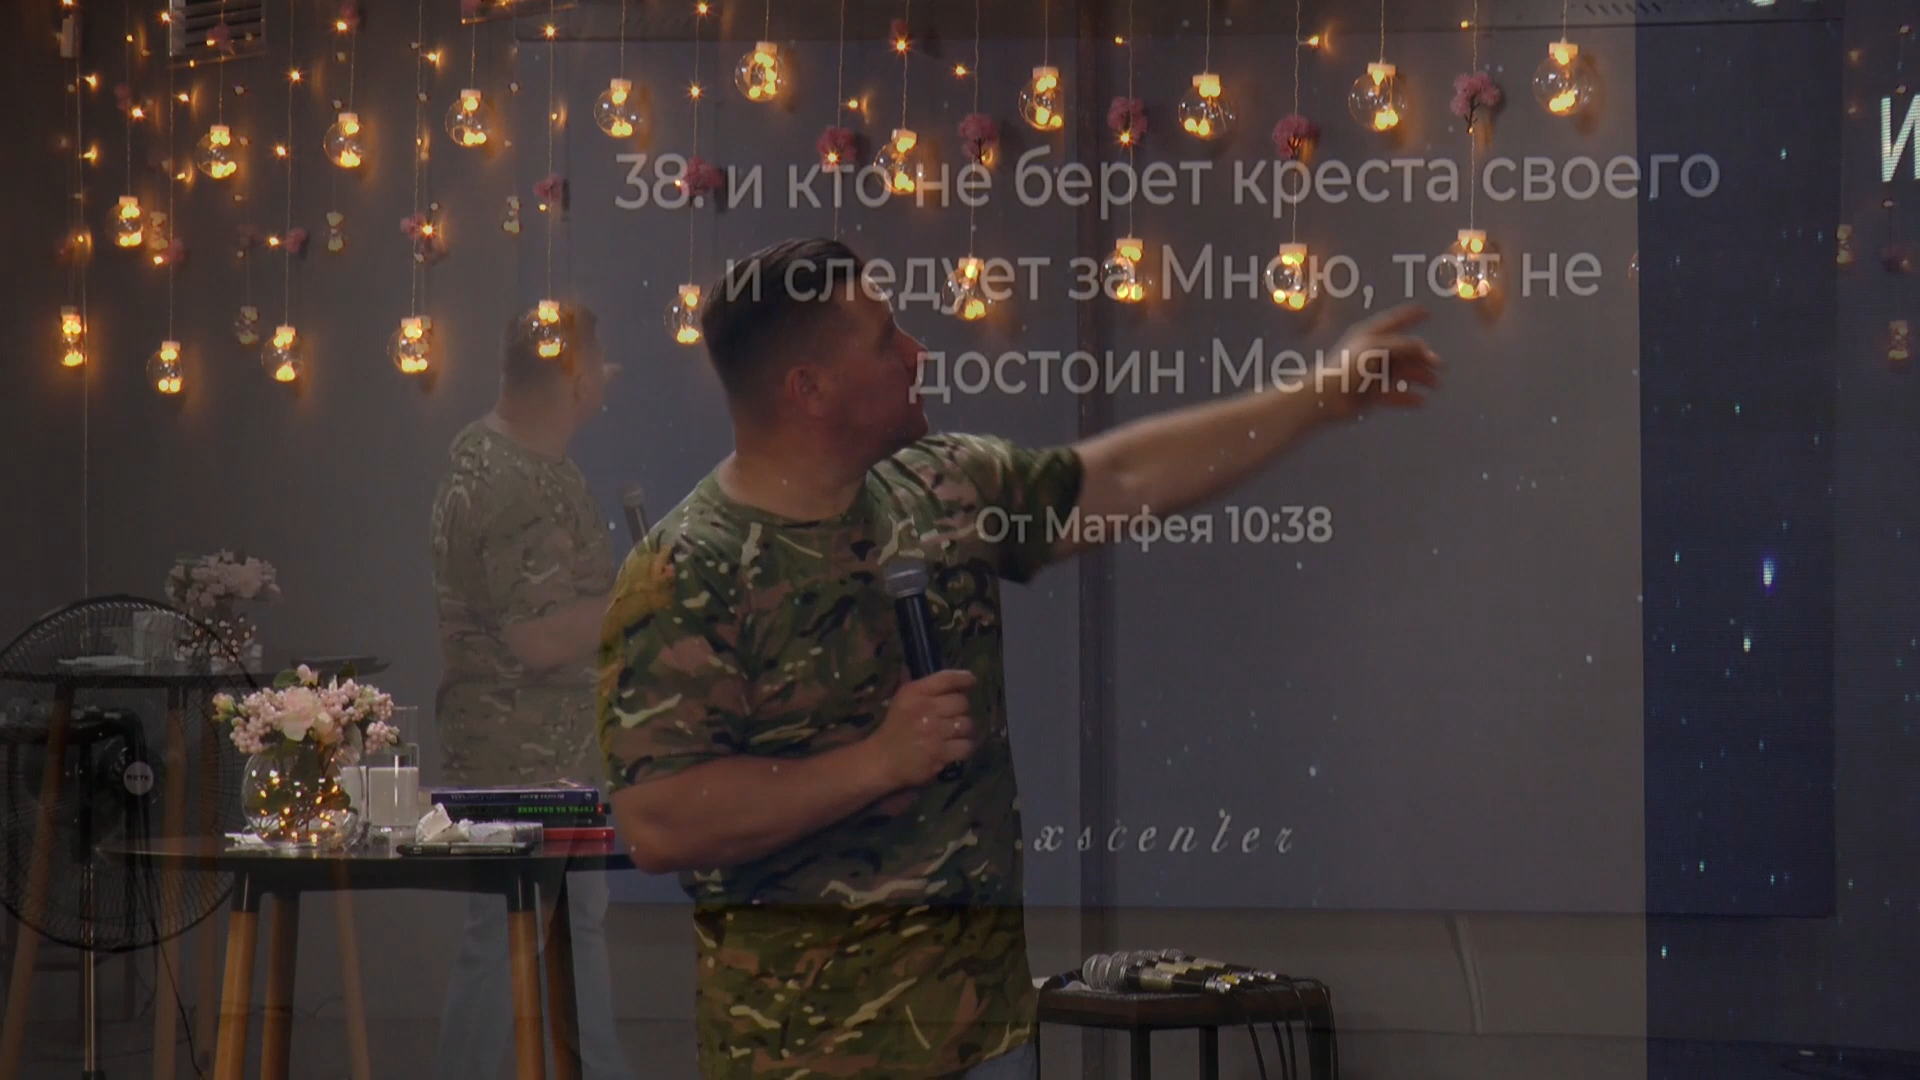 38. и кто не берет креста своего
и следует за Мною, тот не
достоин Меня.
От Матфея 10:38
xscenter
И